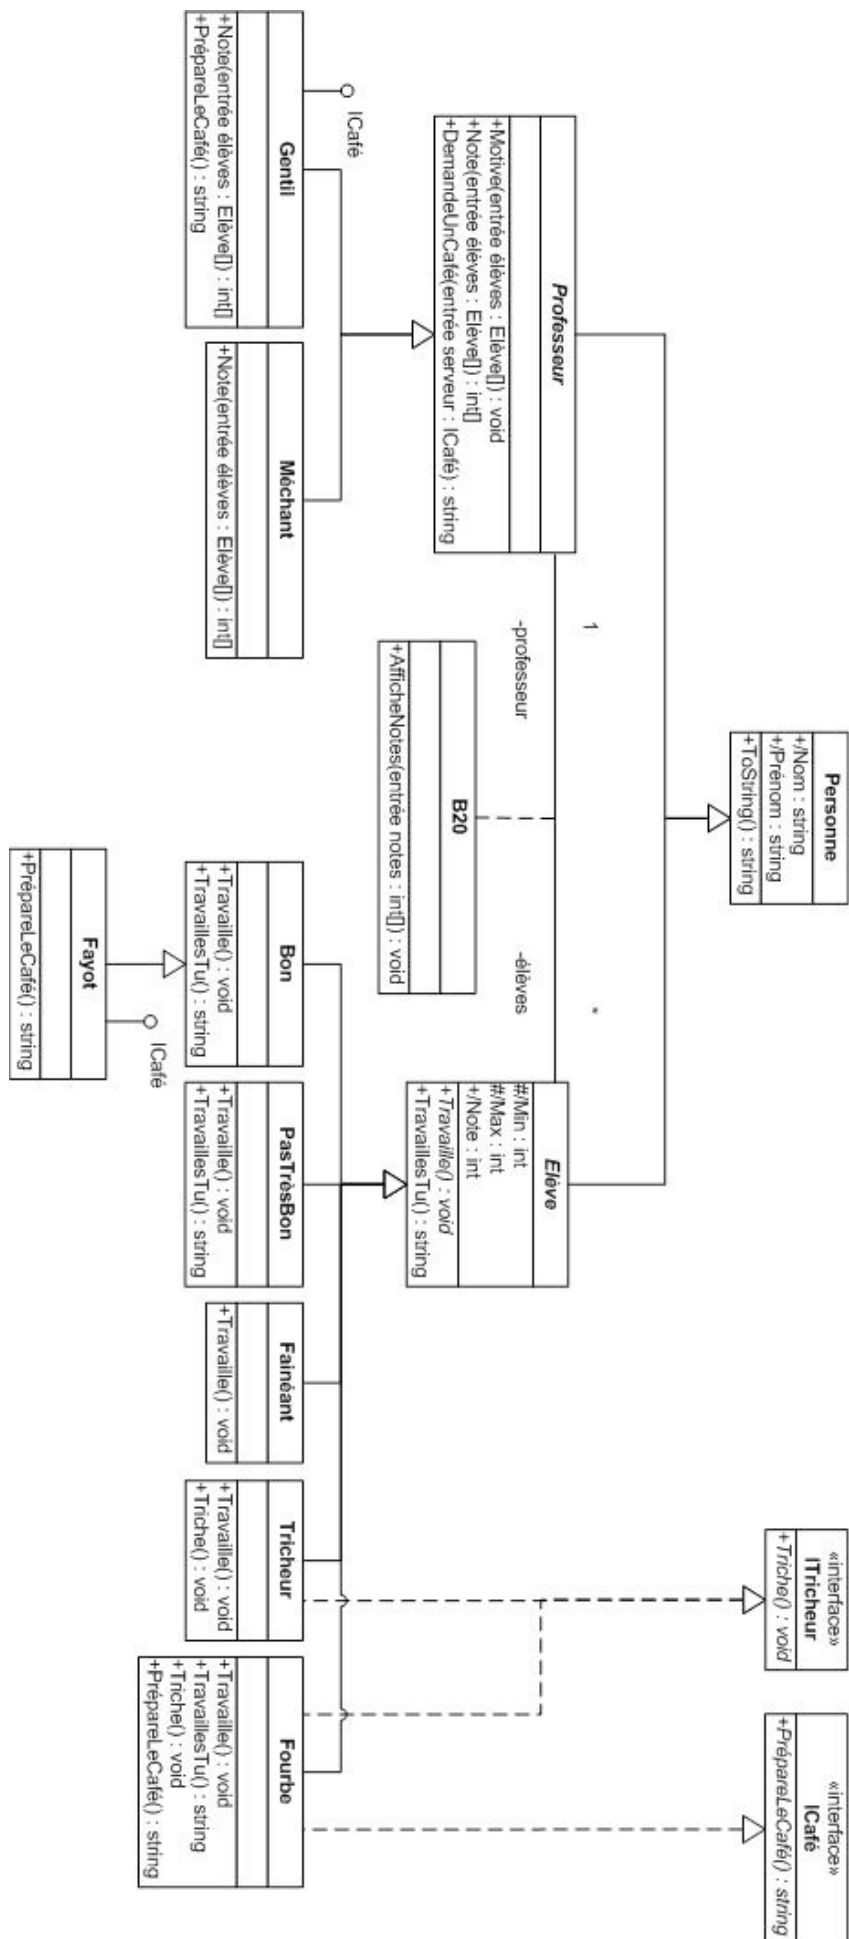 Personne
+/Nom : string
+/Prénom : string
+ToString() : string
«interface»
ITricheur
+Triche() : void
«interface»
ICafé
+PrépareLeCafé() : string
Professeur
+Motive(entrée élèves : Elève[]) : void
+Note(entrée élèves : Elève[]) : int[]
+DemandeUnCafé(entrée serveur : ICafé) : string
1
-professeur
*
-élèves
B20
+AfficheNotes(entrée notes : int[]) : void
Elève
#/Min : int
#/Max : int
+/Note : int
+Travaille() : void
+TravaillesTu() : string
ICafé
Gentil
+Note(entrée élèves : Elève[]) : int[]
+PrépareLeCafé() : string
Méchant
+Note(entrée élèves : Elève[]) : int[]
Bon
+Travaille() : void
+TravaillesTu() : string
PasTrèsBon
+Travaille() : void
+TravaillesTu() : string
Fainéant
+Travaille() : void
Tricheur
+Travaille() : void
+Triche() : void
Fourbe
+Travaille() : void
+TravaillesTu() : string
+Triche() : void
+PrépareLeCafé() : string
ICafé
Fayot
+PrépareLeCafé() : string